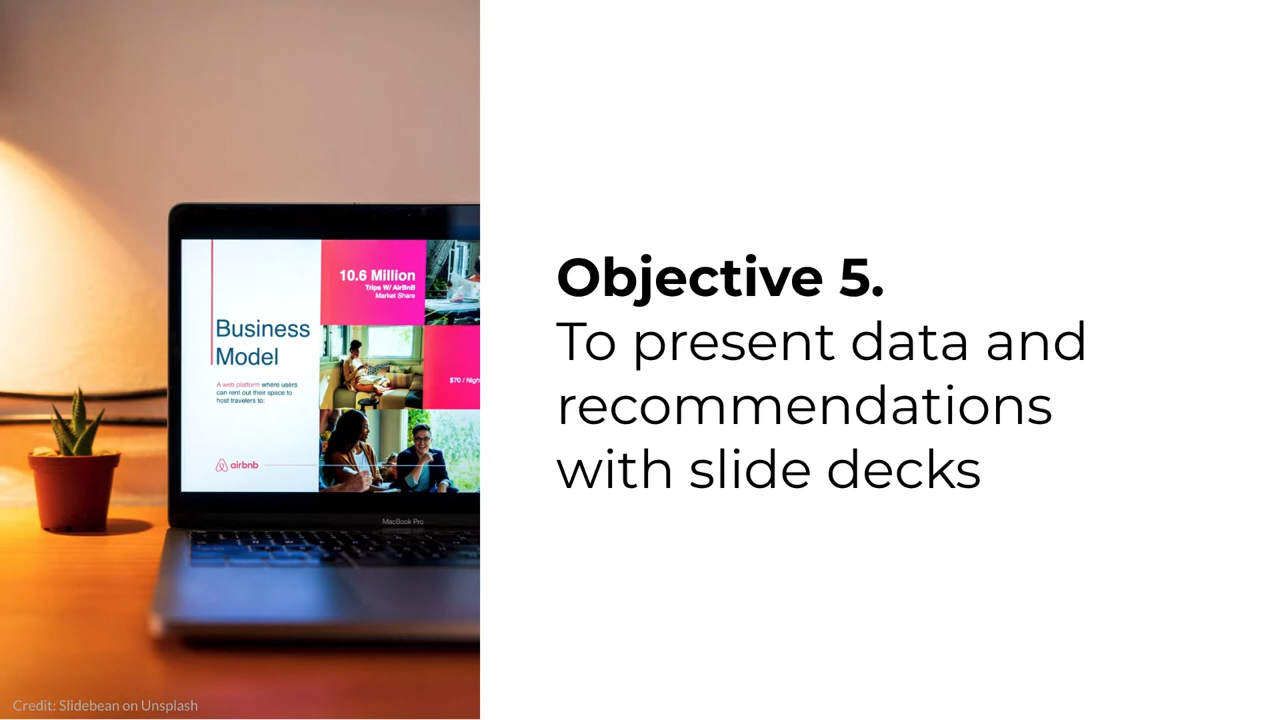 10.6 Million
Trips W/ AirBnB
Market Share
Business
Model
A web platform where users
can rent out their space to
host travelers to:
$70 / Nigh
airbnb
MacBook Pro
Credit: Slidebean on Unsplash
Objective 5.
To present data and
recommendations
with slide decks